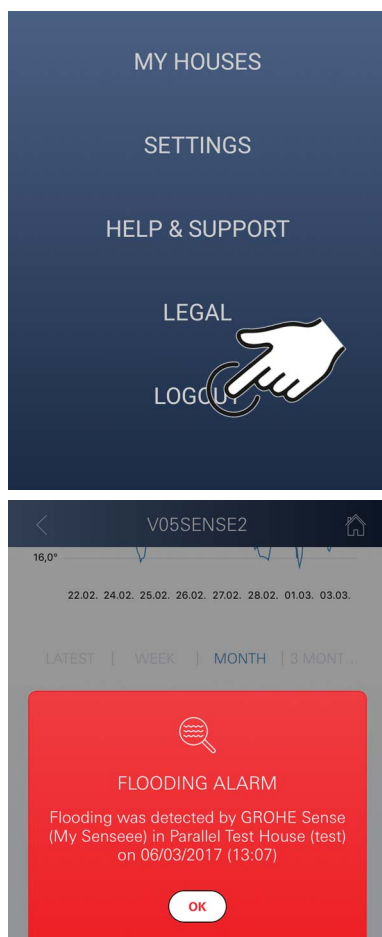 MY HOUSES
SETTINGS
HELP & SUPPORT
LEGAL
LOGOUT
V05SENSE2
16,0°
22.02. 24.02. 25.02. 26.02. 27.02. 28.02. 01.03. 03.03.
LATEST | WEEK | MONTH | 3 MONT...
FLOODING ALARM
Flooding was detected by GROHE Sense
(My Senseee) in Parallel Test House (test)
on 06/03/2017 (13:07)
OK